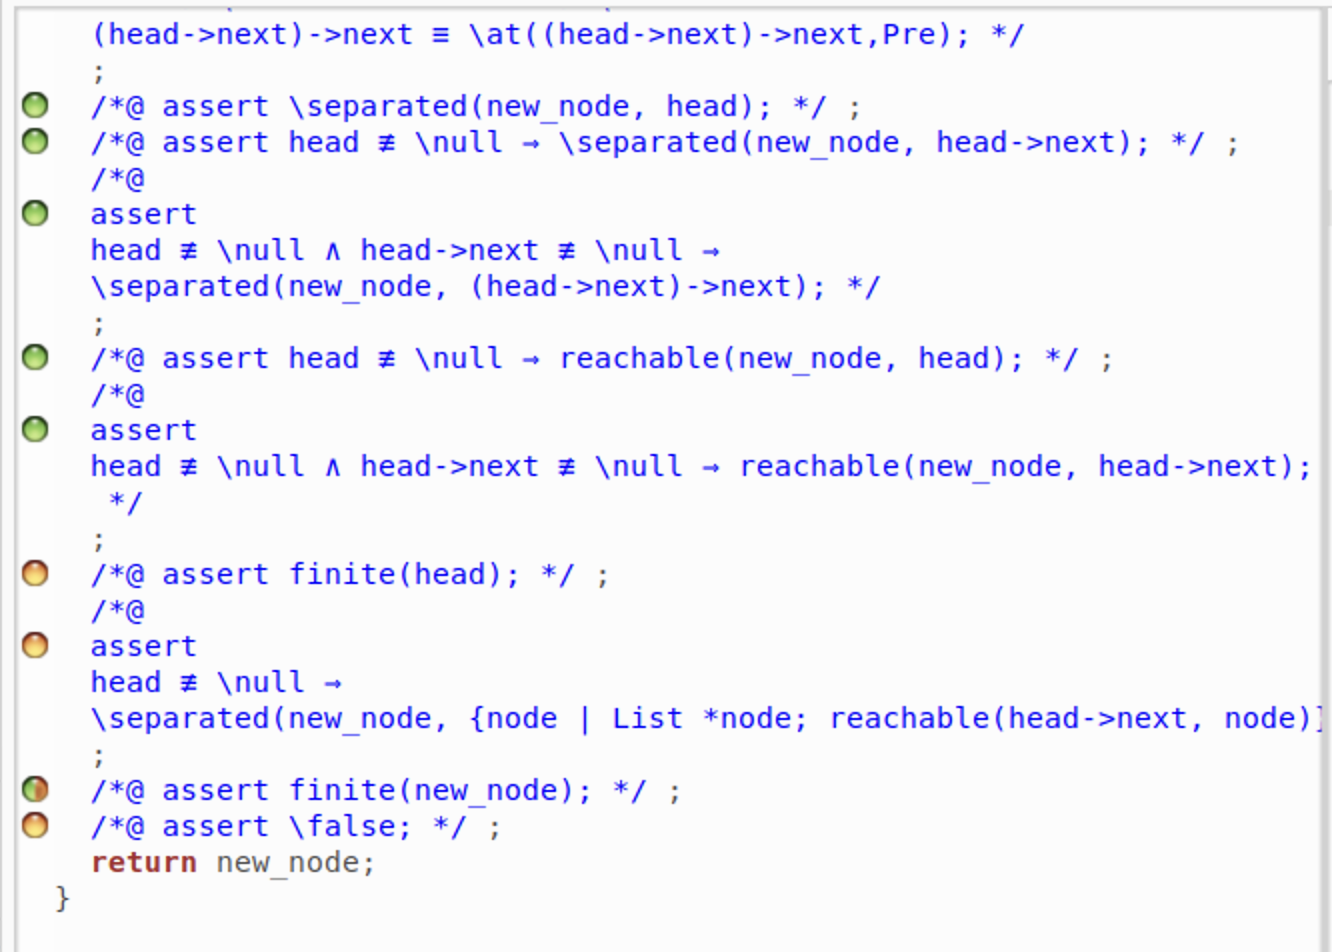 (head->next)->next ≡ \at((head->next)->next,Pre); */
;
/*@ assert \separated(new_node, head); */ ;
/*@ assert head ≢ \null ⇒ \separated(new_node, head->next); */ ;
/*@
assert
head ≢ \null ∧ head->next ≢ \null ⇒
\separated(new_node, (head->next)->next); */
;
/*@ assert head ≢ \null ⇒ reachable(new_node, head); */ ;
/*@
assert
head ≢ \null ∧ head->next ≢ \null ⇒ reachable(new_node, head->next);
*/
;
/*@ assert finite(head); */ ;
/*@
assert
head ≢ \null ⇒
\separated(new_node, {node | List *node; reachable(head->next, node)}
;
/*@ assert finite(new_node); */ ;
/*@ assert \false; */ ;
return new_node;
}